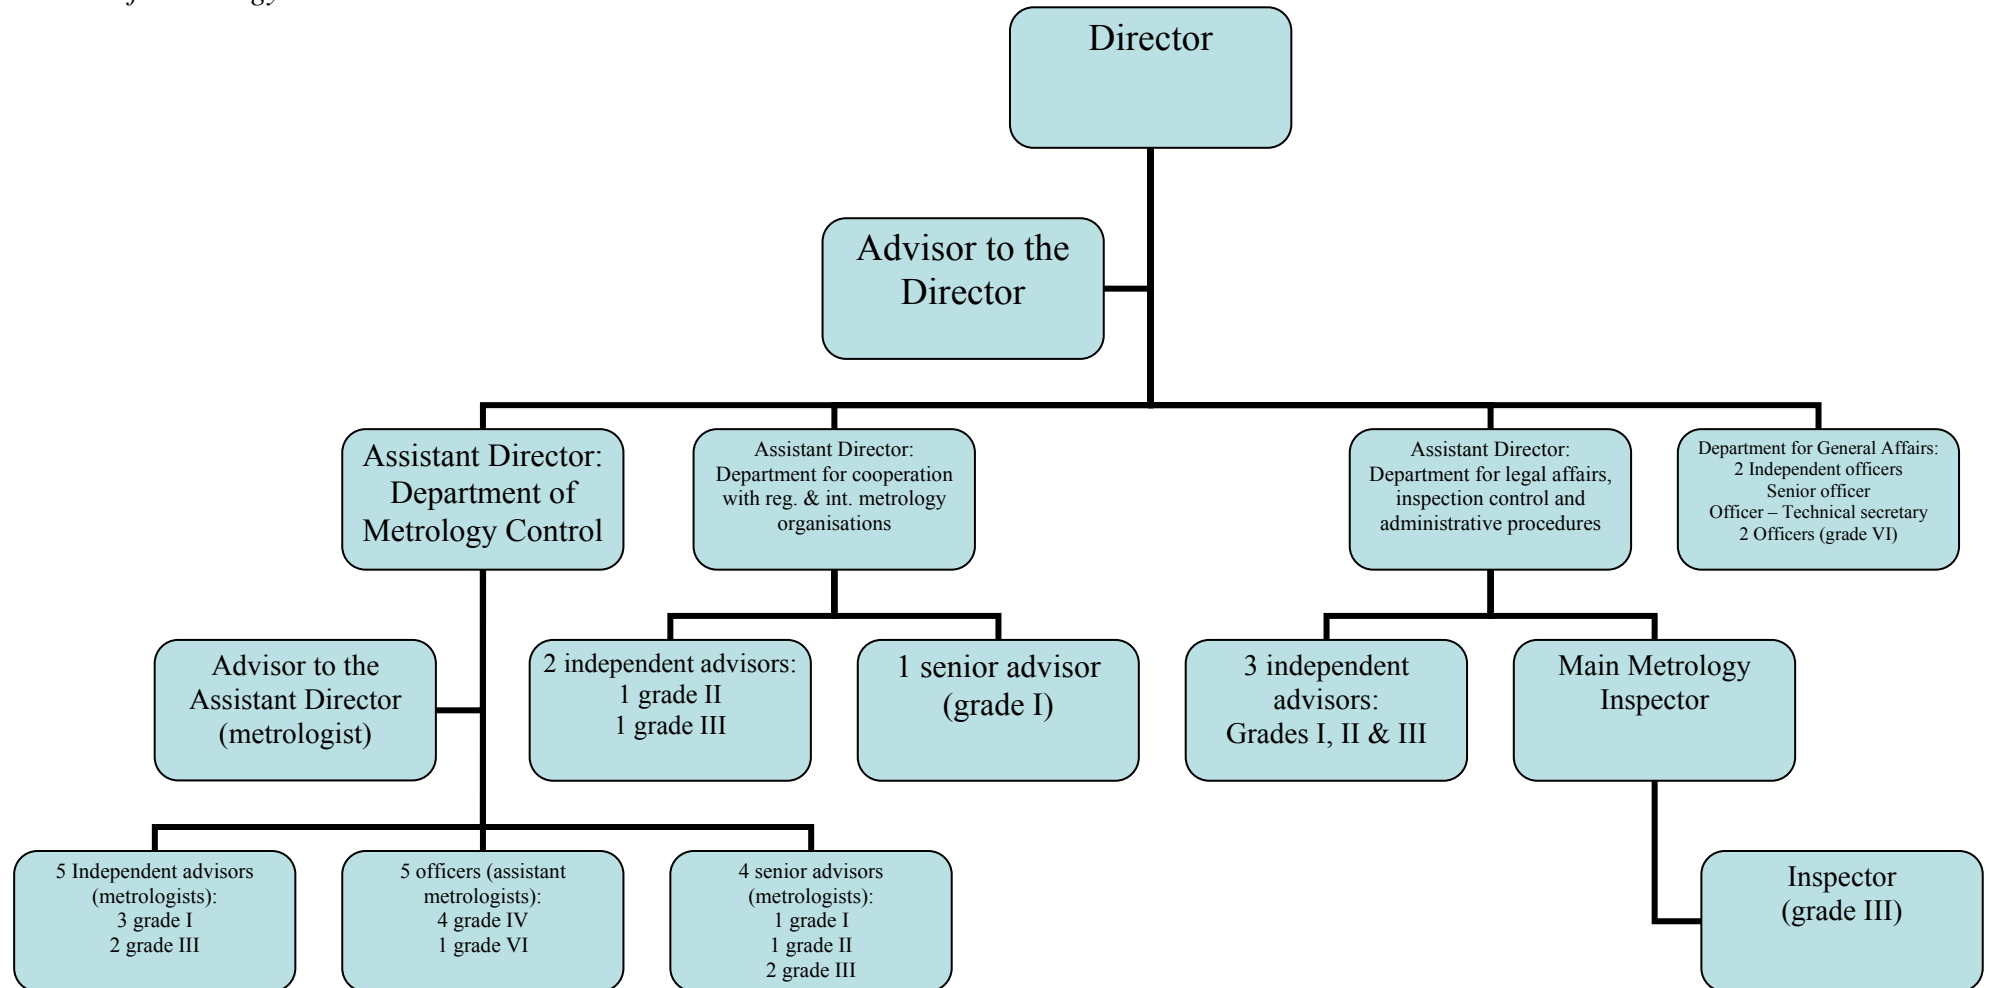 Director
Advisor to the
Director
Assistant Director:
Department of
Metrology Control
Assistant Director:
Department for cooperation
with reg. & int. metrology
organisations
Assistant Director:
Department for legal affairs,
inspection control and
administrative procedures
Department for General Affairs:
2 Independent officers
Senior officer
Officer – Technical secretary
2 Officers (grade VI)
Advisor to the
Assistant Director
(metrologist)
2 independent advisors:
1 grade II
1 grade III
1 senior advisor
(grade I)
3 independent
advisors:
Grades I, II & III
Main Metrology
Inspector
5 Independent advisors
(metrologists):
3 grade I
2 grade III
5 officers (assistant
metrologists):
4 grade IV
1 grade VI
4 senior advisors
(metrologists):
1 grade I
1 grade II
2 grade III
Inspector
(grade III)